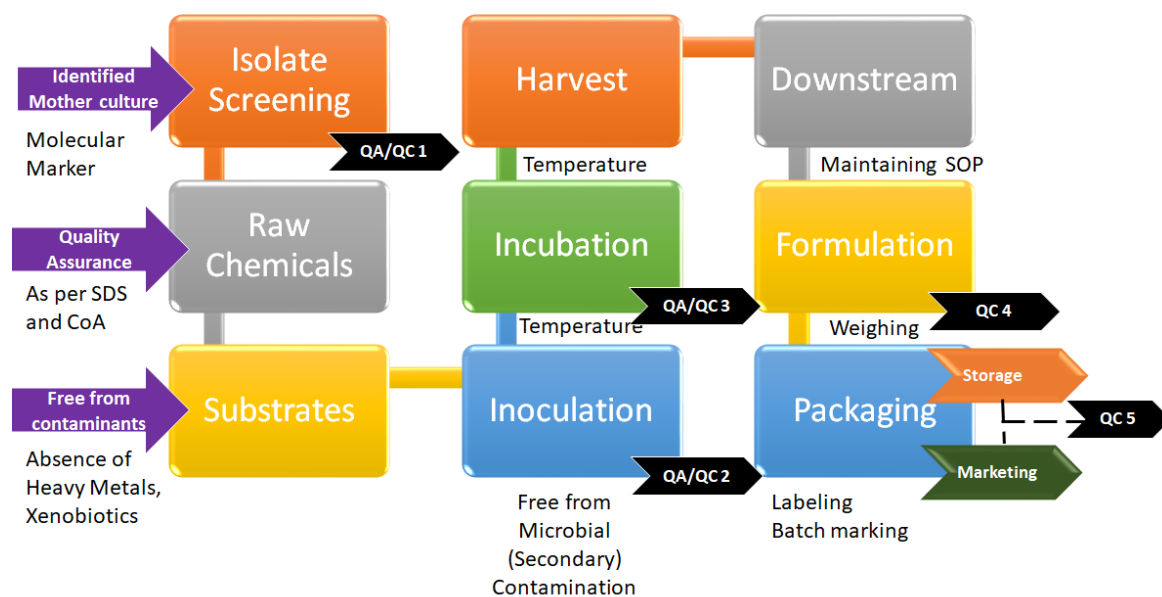 Identified
Mother culture
Molecular
Marker
Isolate
Screening
QA/QC 1
Quality
Assurance
As per SDS
and CoA
Raw
Chemicals
Free from
contaminants
Absence of
Heavy Metals,
Xenobiotics
Substrates
Inoculation
QA/QC 2
Free from
Microbial
(Secondary)
Contamination
Temperature
Incubation
QA/QC 3
Temperature
Harvest
Downstream
Maintaining SOP
Formulation
QC 4
Weighing
Packaging
Labeling
Batch marking
Storage
Marketing
QC 5